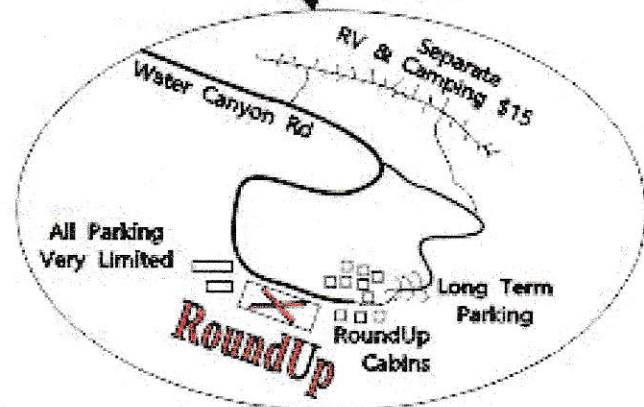 Separate
RV & Camping $15
Water Canyon Rd
All Parking
Very Limited
Long Term
Parking
RoundUp
RoundUp
Cabins